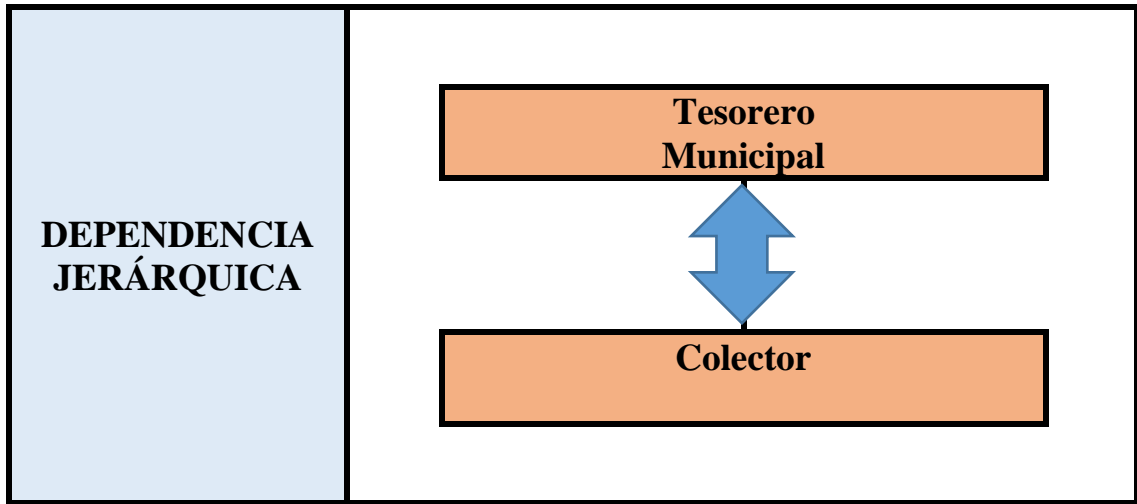 DEPENDENCIA
JERÁRQUICA
Tesorero
Municipal
Colector